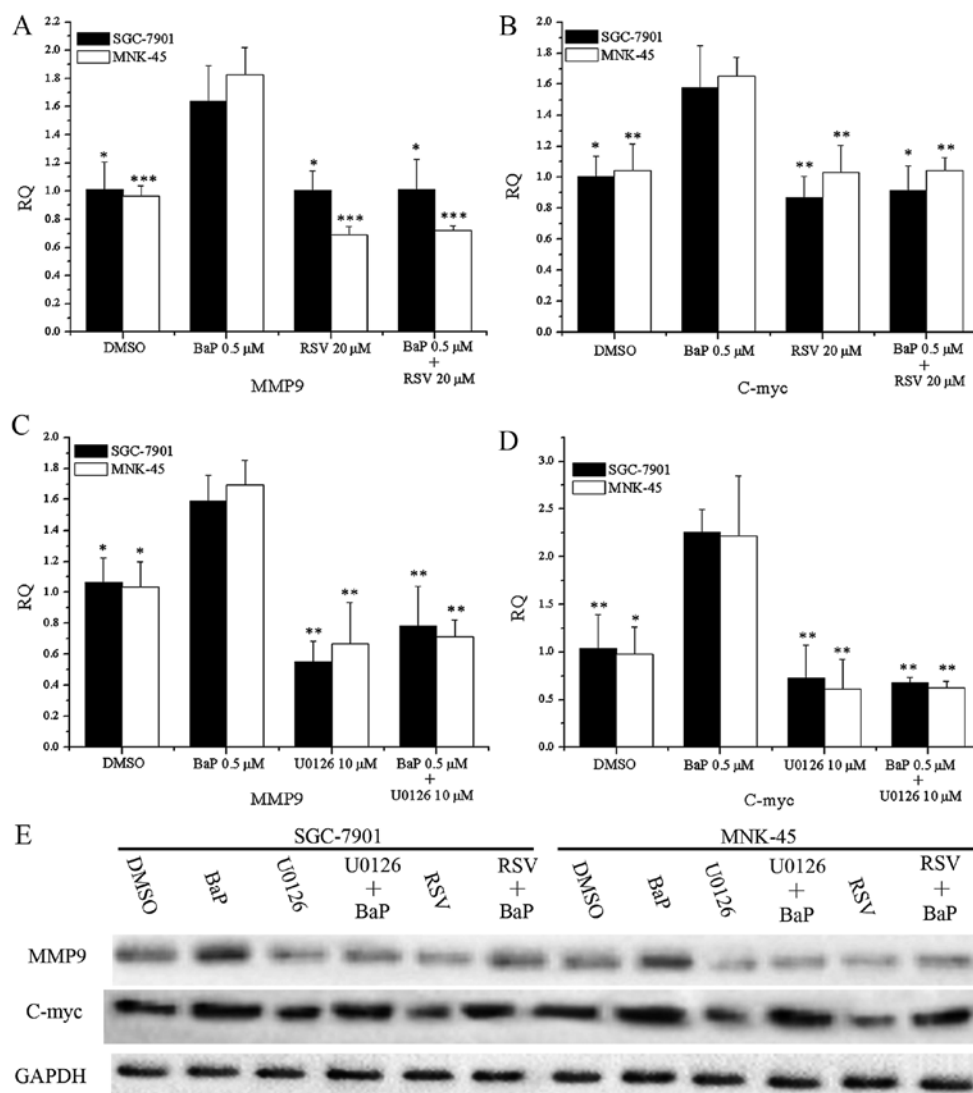 A
SGC-7901
MNK-45
RQ
2.0
1.8
1.6
1.4
1.2
1.0
0.8
0.6
0.4
0.2
0.0
* *** * *** * ***
DMSO BaP 0.5 µM RSV 20 µM BaP 0.5 µM
+
RSV 20 µM
MMP9
B
SGC-7901
MNK-45
RQ
2.0
1.8
1.6
1.4
1.2
1.0
0.8
0.6
0.4
0.2
0.0
* ** ** ** * **
DMSO BaP 0.5 µM RSV 20 µM BaP 0.5 µM
+
RSV 20 µM
C-myc
C
SGC-7901
MNK-45
RQ
2.0
1.8
1.6
1.4
1.2
1.0
0.8
0.6
0.4
0.2
0.0
* * ** ** ** **
DMSO BaP 0.5 µM U0126 10 µM BaP 0.5 µM
+
U0126 10 µM
MMP9
D
SGC-7901
MNK-45
RQ
3.0
2.5
2.0
1.5
1.0
0.5
0.0
** * ** ** ** **
DMSO BaP 0.5 µM U0126 10 µM BaP 0.5 µM
+
U0126 10 µM
C-myc
E
SGC-7901 MNK-45
DMSO BaP U0126 U0126 + BaP RSV RSV + BaP DMSO BaP U0126 U0126 + BaP RSV RSV + BaP
MMP9
C-myc
GAPDH